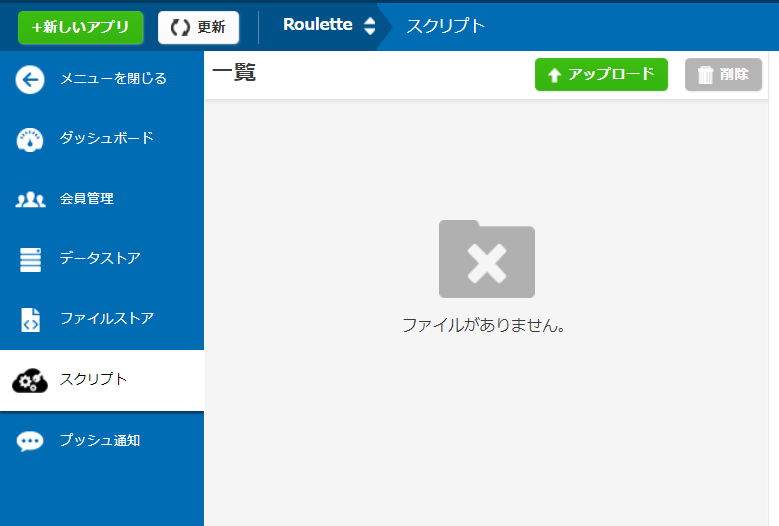 +新しいアプリ
更新
Roulette
スクリプト
メニューを閉じる
ダッシュボード
会員管理
データストア
ファイルストア
スクリプト
プッシュ通知
一覧
アップロード
削除
ファイルがありません。